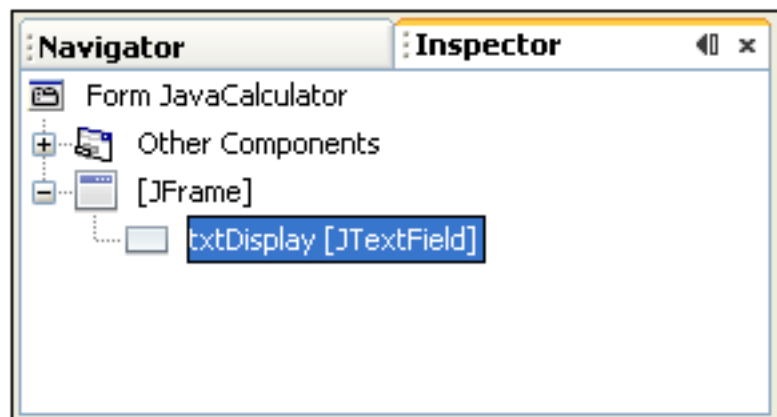 Navigator
Inspector
Form JavaCalculator
Other Components
[JFrame]
txtDisplay [JTextField]